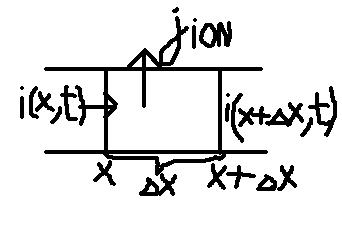 jION
i(x,t)
i(x+Δx,t)
x
Δx
x+Δx